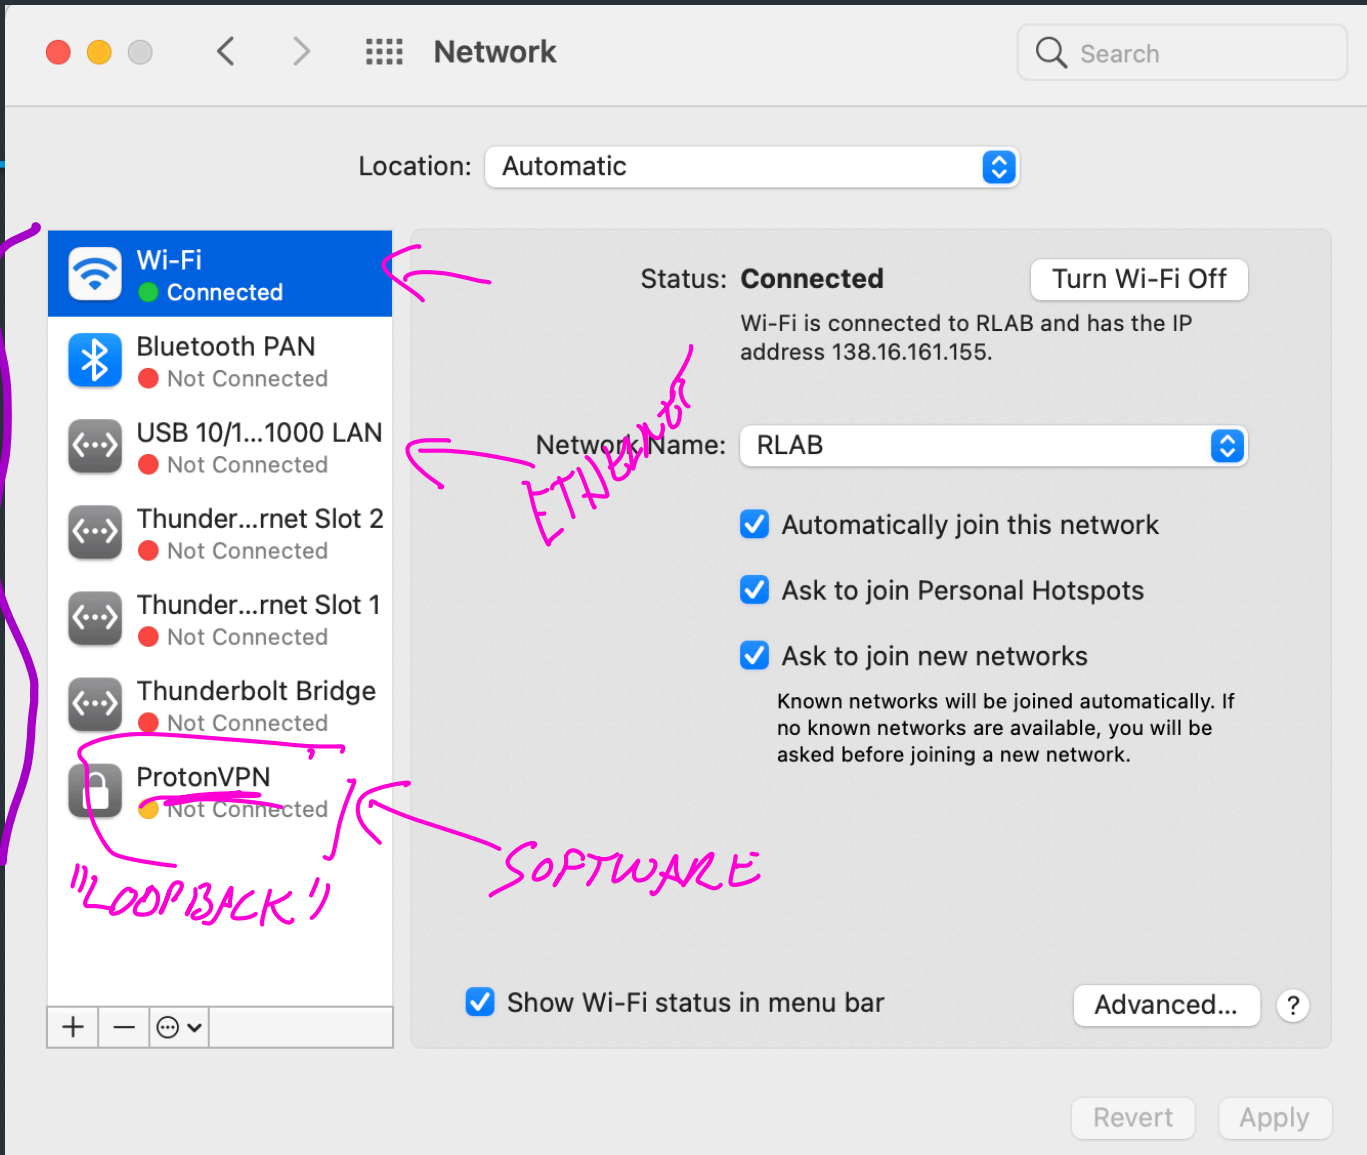 Network
Search
Location: Automatic
Wi-Fi
Connected
Bluetooth PAN
Not Connected
USB 10/1...1000 LAN
Not Connected
Thunder...rnet Slot 2
Not Connected
Thunder...rnet Slot 1
Not Connected
Thunderbolt Bridge
Not Connected
ProtonVPN
Not Connected
"LOOPBACK"
SOFTWARE
ETHERNET
Status: Connected
Turn Wi-Fi Off
Wi-Fi is connected to RLAB and has the IP
address 138.16.161.155.
Network Name: RLAB
Automatically join this network
Ask to join Personal Hotspots
Ask to join new networks
Known networks will be joined automatically. If
no known networks are available, you will be
asked before joining a new network.
Show Wi-Fi status in menu bar
Advanced...
?
Revert
Apply